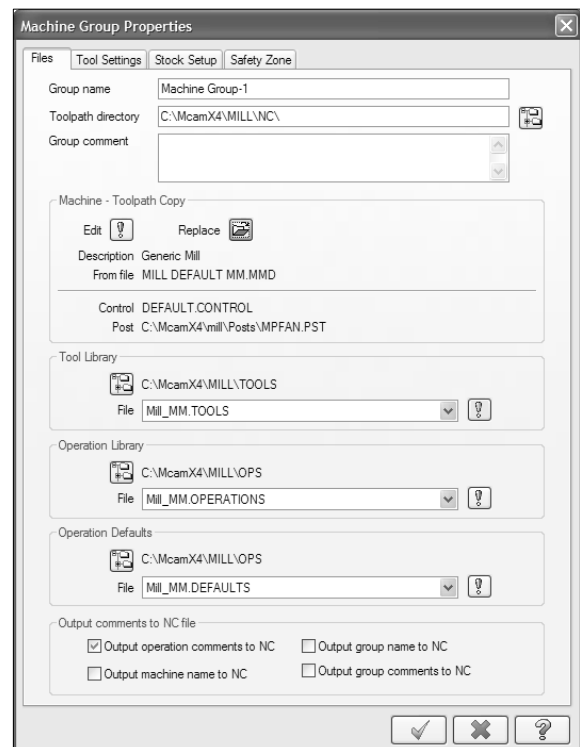 Machine Group Properties
Files Tool Settings Stock Setup Safety Zone
Group name Machine Group-1
Toolpath directory C:\McamX4\MILL\NC\
Group comment
Machine - Toolpath Copy
Edit Replace
Description Generic Mill
From file MILL DEFAULT MM.MMD
Control DEFAULT.CONTROL
Post C:\McamX4\mill\Posts\MPFAN.PST
Tool Library
C:\McamX4\MILL\TOOLS
File Mill_MM.TOOLS
Operation Library
C:\McamX4\MILL\OPS
File Mill_MM.OPERATIONS
Operation Defaults
C:\McamX4\MILL\OPS
File Mill_MM.DEFAULTS
Output comments to NC file
Output operation comments to NC Output group name to NC
Output machine name to NC Output group comments to NC